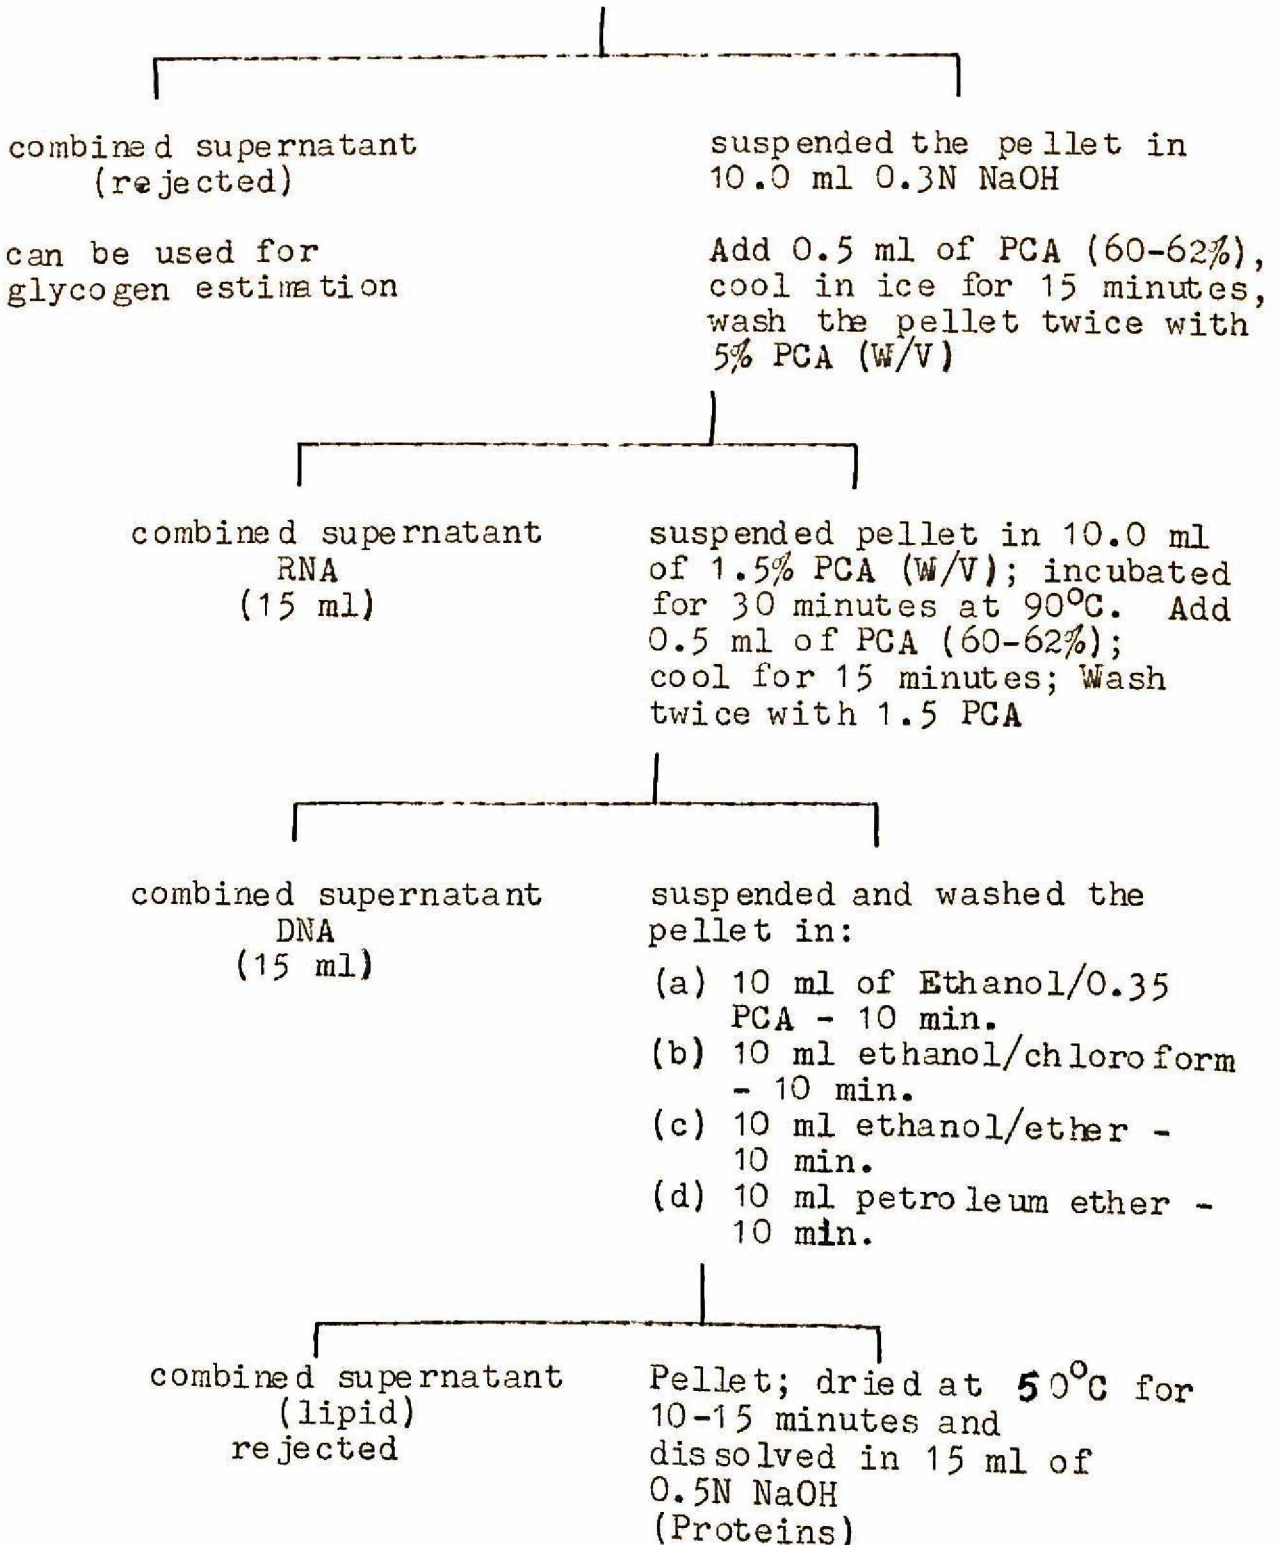 combined supernatant
(rejected)
can be used for
glycogen estimation
suspended the pellet in
10.0 ml 0.3N NaOH
Add 0.5 ml of PCA (60-62%),
cool in ice for 15 minutes,
wash the pellet twice with
5% PCA (W/V)
combined supernatant
RNA
(15 ml)
suspended pellet in 10.0 ml
of 1.5% PCA (W/V); incubated
for 30 minutes at 90°C. Add
0.5 ml of PCA (60-62%);
cool for 15 minutes; Wash
twice with 1.5 PCA
combined supernatant
DNA
(15 ml)
suspended and washed the
pellet in:
(a) 10 ml of Ethanol/0.35
PCA - 10 min.
(b) 10 ml ethanol/chloroform
- 10 min.
(c) 10 ml ethanol/ether -
10 min.
(d) 10 ml petroleum ether -
10 min.
combined supernatant
(lipid)
rejected
Pellet; dried at 50°C for
10-15 minutes and
dissolved in 15 ml of
0.5N NaOH
(Proteins)